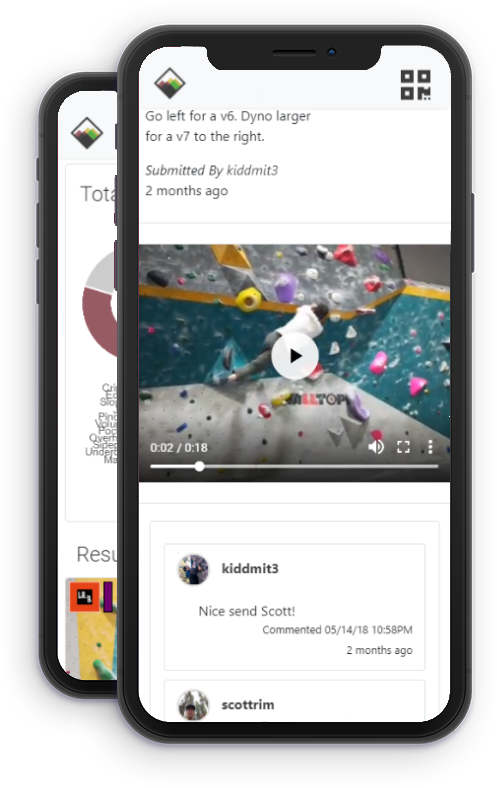 Go left for a v6. Dyno larger
for a v7 to the right.
Submitted By kiddmit3
2 months ago
0:02 / 0:18
kiddmit3
Nice send Scott!
Commented 05/14/18 10:58PM
2 months ago
scottrim
Tota
Resu